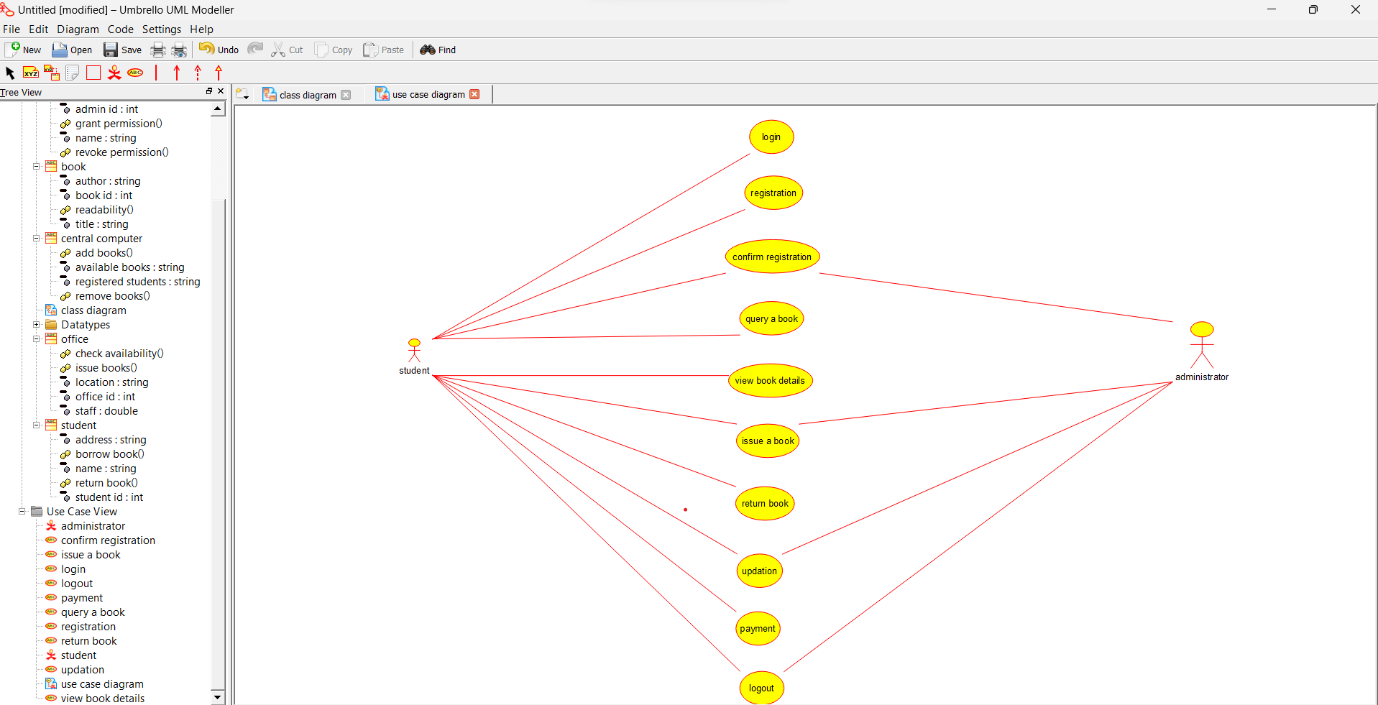 Untitled [modified] – Umbrello UML Modeller
File Edit Diagram Code Settings Help
New Open Save Undo Cut Copy Paste Find
XYZ ABC
Tree View
class diagram use case diagram
admin id : int
grant permission()
name : string
revoke permission()
book
author : string
book id : int
readability()
title : string
central computer
add books()
available books : string
registered students : string
remove books()
class diagram
Datatypes
office
check availability()
issue books()
location : string
office id : int
staff : double
student
address : string
borrow book()
name : string
return book()
student id : int
Use Case View
administrator
confirm registration
issue a book
login
logout
payment
query a book
registration
return book
student
updation
use case diagram
view book details
login
registration
confirm registration
query a book
student
view book details
administrator
issue a book
return book
updation
payment
logout